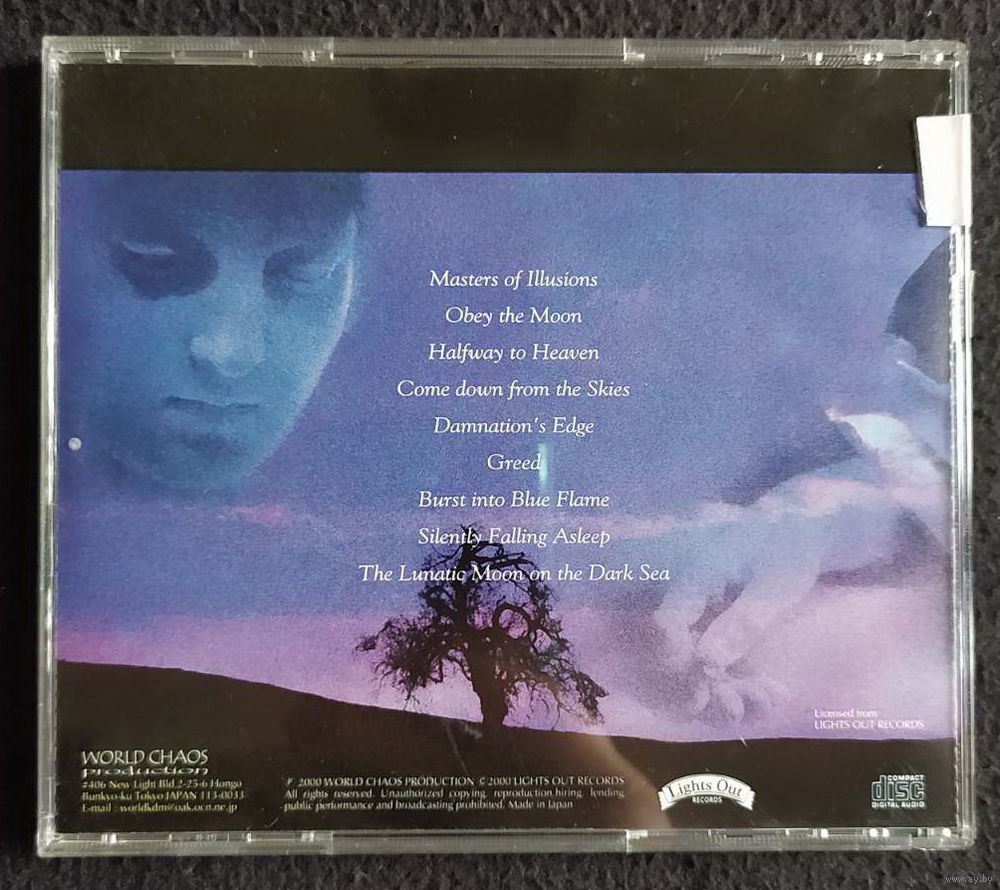 Masters of Illusions
Obey the Moon
Halfway to Heaven
Come down from the Skies
Damnation's Edge
Greed
Burst into Blue Flame
Silently Falling Asleep
The Lunatic Moon on the Dark Sea
Licensed from
LIGHTS OUT RECORDS
WORLD CHAOS
production
#406 New Light Bld.2-25-6 Hongo
Bunkyo-ku Tokyo JAPAN 113-0033
E-mail : worldkdm@oak.ocn.ne.jp
℗ 2000 WORLD CHAOS PRODUCTION © 2000 LIGHTS OUT RECORDS
All rights reserved. Unauthorized copying, reproduction.hiring, lending
public performance and broadcasting prohibited. Made in Japan
Lights Out
RECORDS
COMPACT
disc
DIGITAL AUDIO
www.ay.by